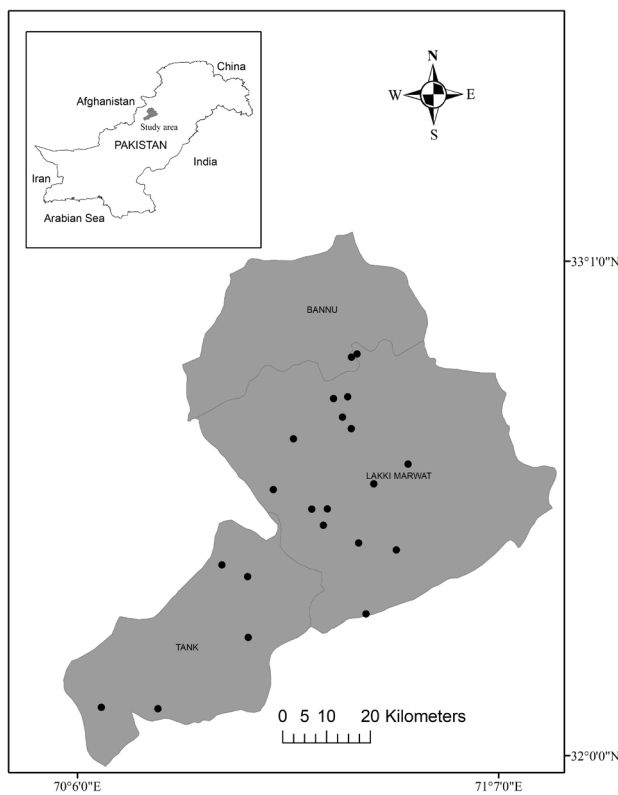 China
Afghanistan
Study area
PAKISTAN
India
Iran
Arabian Sea
N
W E
S
33°1'0"N
BANNU
LAKKI MARWAT
TANK
0 5 10 20 Kilometers
32°0'0"N
70°6'0"E 71°7'0"E